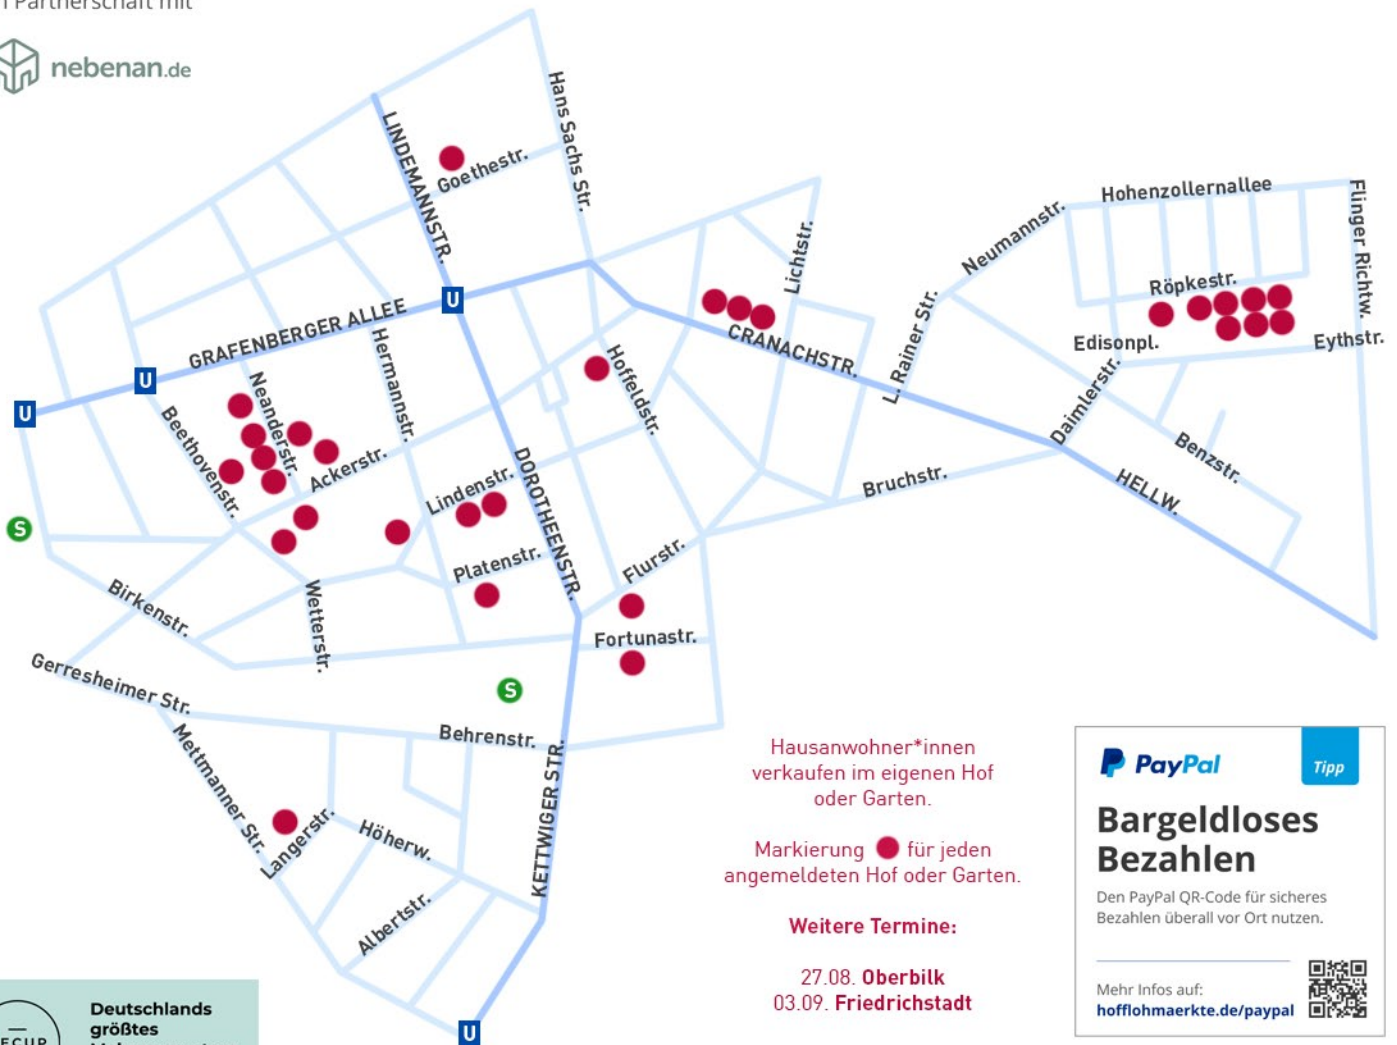 Partnerschaft mit
nebenan.de
Hans Sachs Str.
LINDEMANNSTR.
Goethestr.
Hohenzollernallee
Flinger Richtw.
Neumannstr.
Lichtstr.
Röpkestr.
U
GRAFENBERGER ALLEE
L. Rainer Str.
CRANACHSTR.
Edisonpl.
Eythstr.
Hermannstr.
Hoffeldstr.
U
U
Neanderstr.
Beethovenstr.
Daimlerstr.
Ackerstr.
Lindenstr.
DOROTHEENSTR.
Bruchstr.
Benzstr.
HELLW.
S
Platenstr.
Flurstr.
Birkenstr.
Wetterstr.
Fortunastr.
Gerresheimer Str.
S
Behrenstr.
Mettmanner Str.
KETTWIGER STR.
Langerstr.
Höherw.
Albertstr.
U
Hausanwohner*innen
verkaufen im eigenen Hof
oder Garten.
Markierung für jeden
angemeldeten Hof oder Garten.
Weitere Termine:
27.08. Oberbilk
03.09. Friedrichstadt
PayPal
Tipp
Bargeldloses
Bezahlen
Den PayPal QR-Code für sicheres
Bezahlen überall vor Ort nutzen.
Mehr Infos auf:
hofflohmaerkte.de/paypal
Deutschlands
größtes